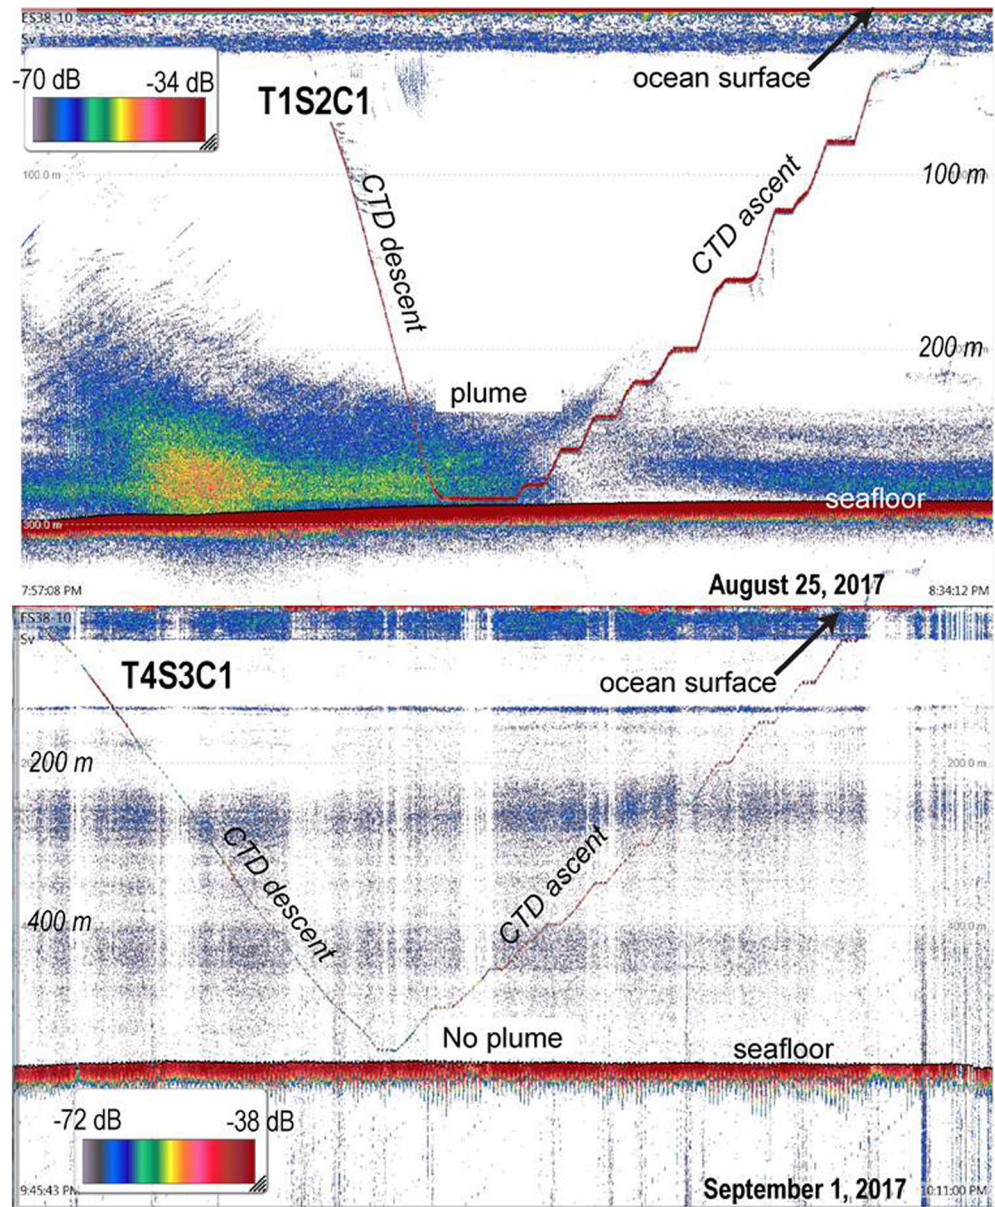 ES38-10
-70 dB
-34 dB
T1S2C1
ocean surface
100.0 m
100 m
CTD descent
CTD ascent
200 m
plume
seafloor
300.0 m
7:57:08 PM
August 25, 2017
8:34:12 PM
ES38-10
Sv
T4S3C1
ocean surface
200 m
200.0 m
CTD descent
CTD ascent
400 m
No plume
seafloor
-72 dB
-38 dB
9:45:43 PM
September 1, 2017
10:11:00 PM